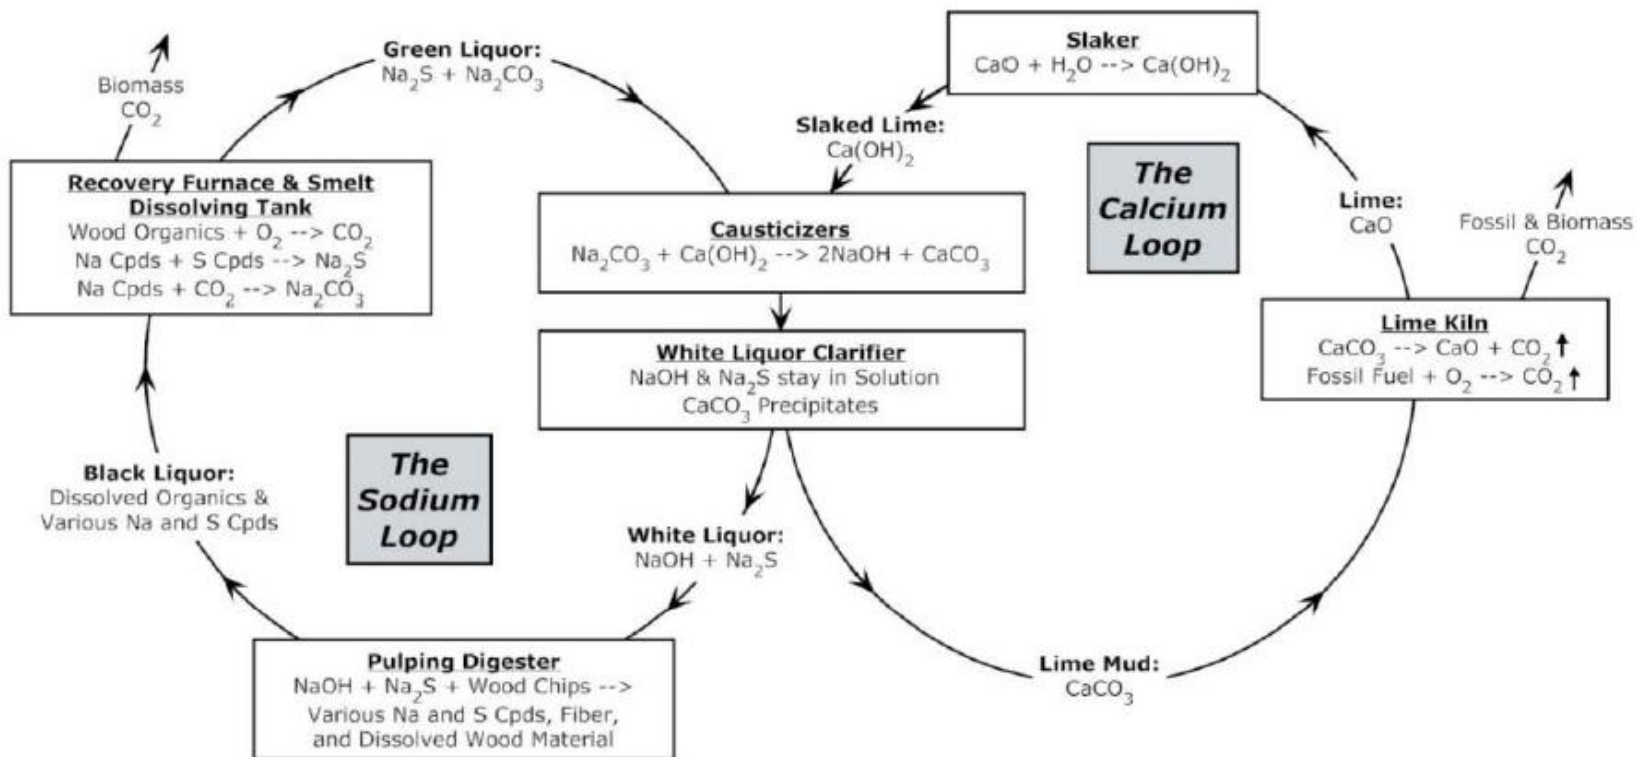 Green Liquor:
Na₂S + Na₂CO₃
Biomass
CO₂
Recovery Furnace & Smelt
Dissolving Tank
Wood Organics + O₂ --> CO₂
Na Cpds + S Cpds --> Na₂S
Na Cpds + CO₂ --> Na₂CO₃
Black Liquor:
Dissolved Organics &
Various Na and S Cpds
The
Sodium
Loop
Pulping Digester
NaOH + Na₂S + Wood Chips -->
Various Na and S Cpds, Fiber,
and Dissolved Wood Material
White Liquor:
NaOH + Na₂S
Causticizers
Na₂CO₃ + Ca(OH)₂ --> 2NaOH + CaCO₃
White Liquor Clarifier
NaOH & Na₂S stay in Solution
CaCO₃ Precipitates
Slaker
CaO + H₂O --> Ca(OH)₂
Slaked Lime:
Ca(OH)₂
The
Calcium
Loop
Lime:
CaO
Fossil & Biomass
CO₂
Lime Kiln
CaCO₃ --> CaO + CO₂
Fossil Fuel + O₂ --> CO₂
Lime Mud:
CaCO₃